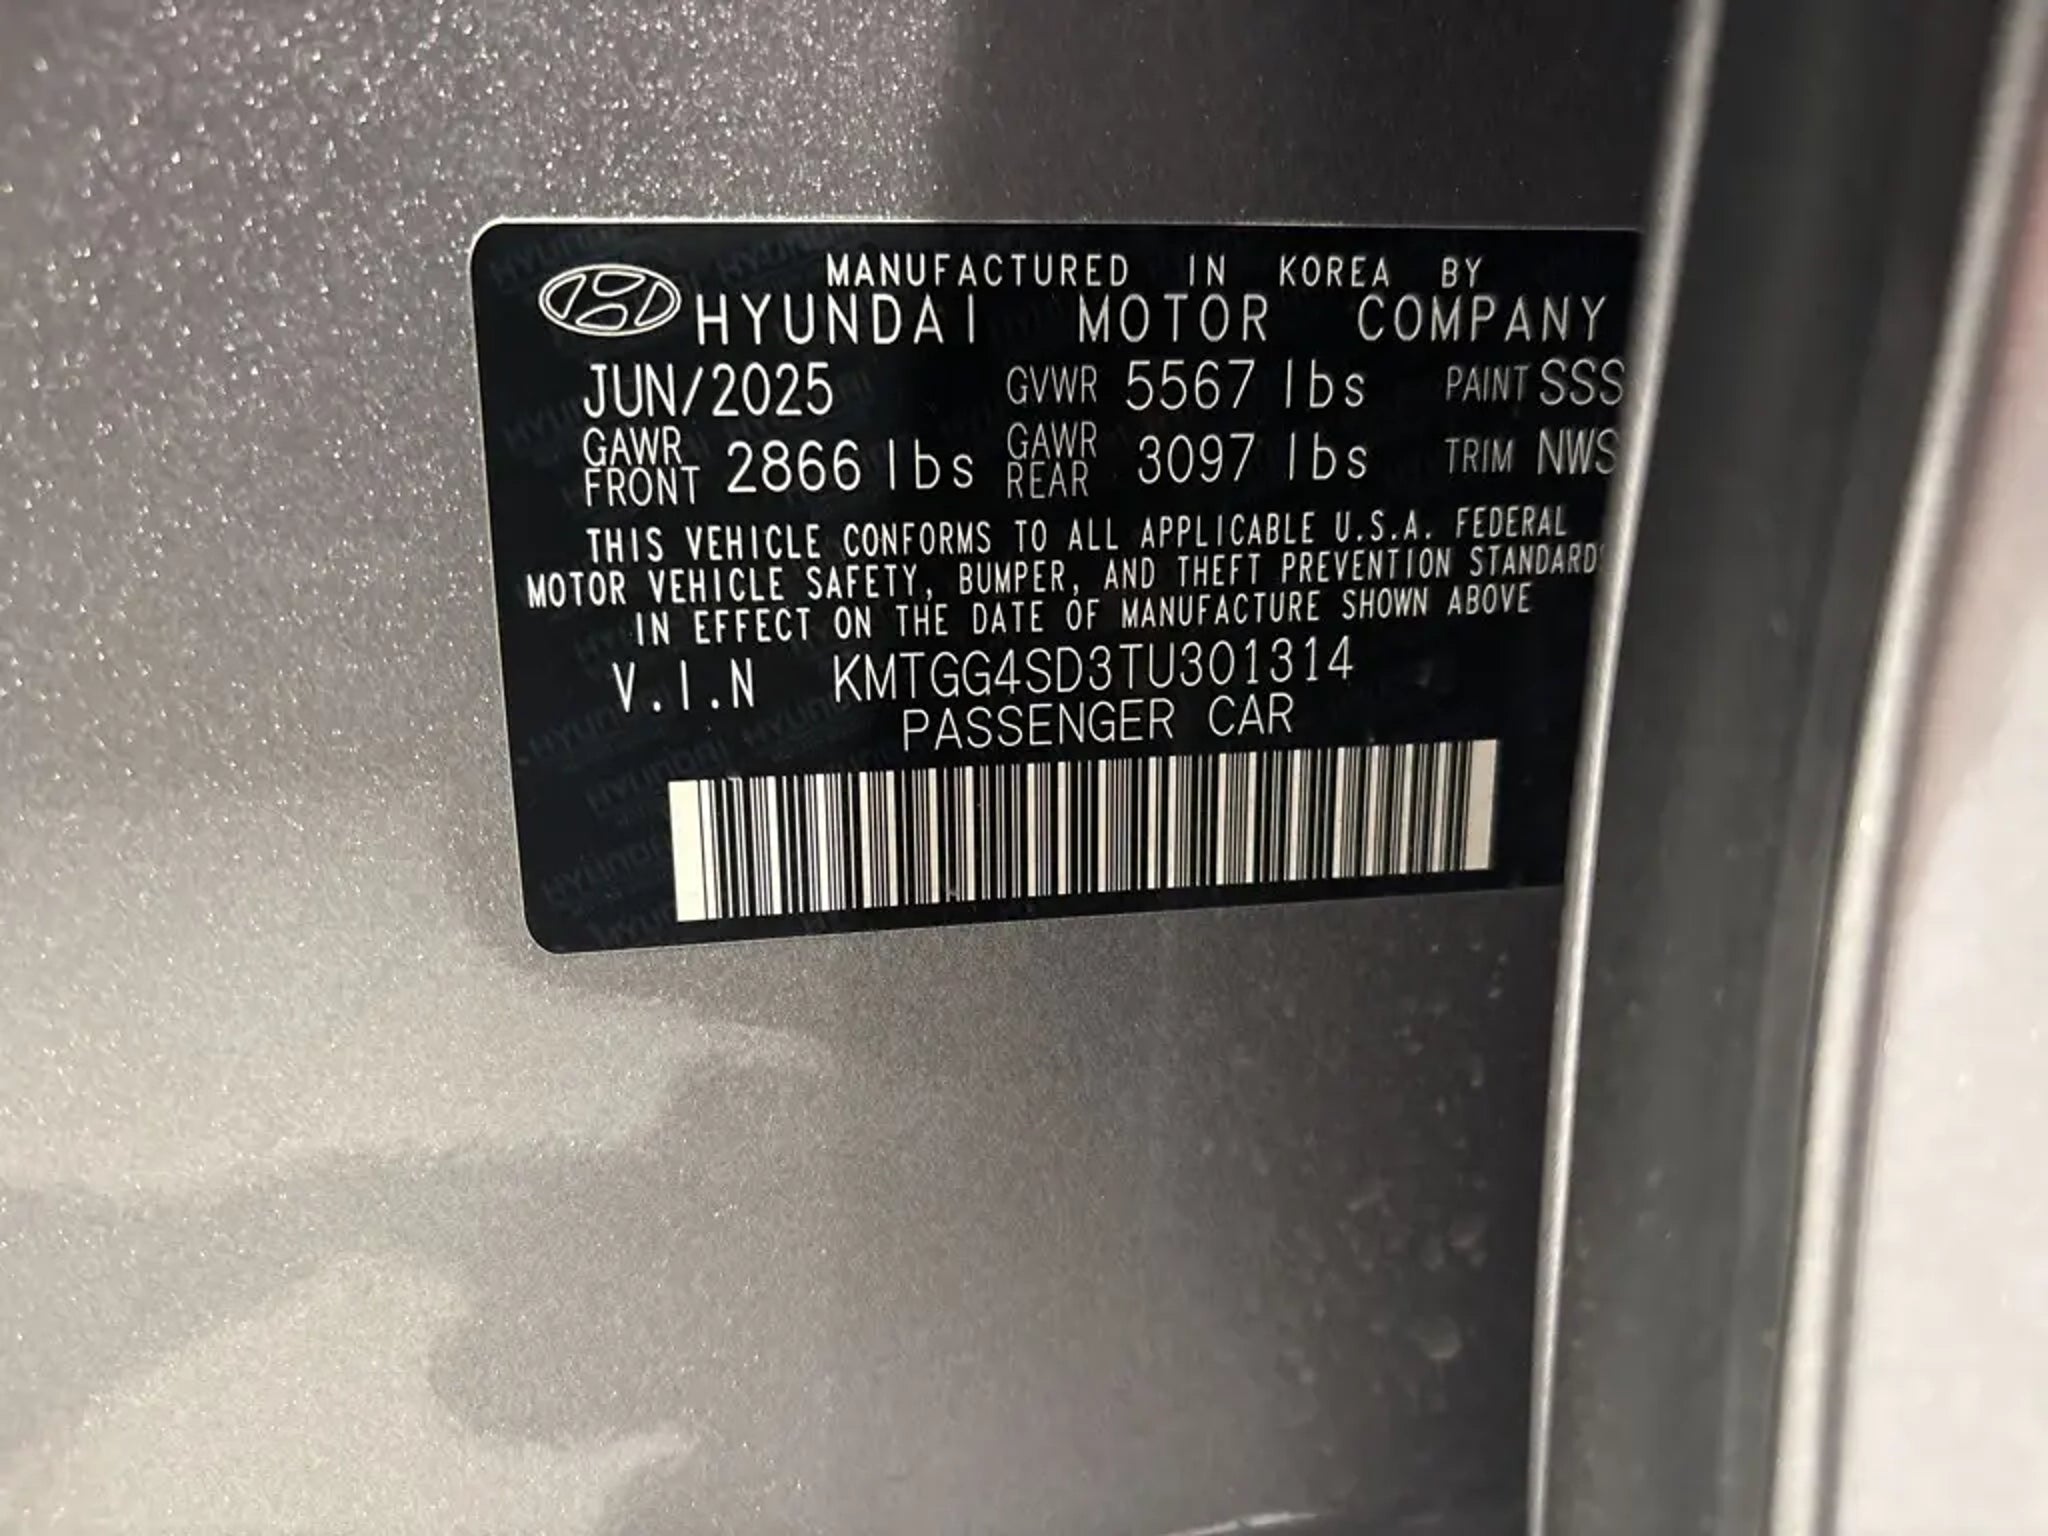 MANUFACTURED IN KOREA BY
HYUNDAI MOTOR COMPANY
JUN/2025 GVWR 5567 lbs PAINT SSS
GAWR FRONT 2866 lbs GAWR REAR 3097 lbs TRIM NWS
THIS VEHICLE CONFORMS TO ALL APPLICABLE U.S.A. FEDERAL
MOTOR VEHICLE SAFETY, BUMPER, AND THEFT PREVENTION STANDARDS
IN EFFECT ON THE DATE OF MANUFACTURE SHOWN ABOVE
V.I.N KMTGG4SD3TU301314
PASSENGER CAR